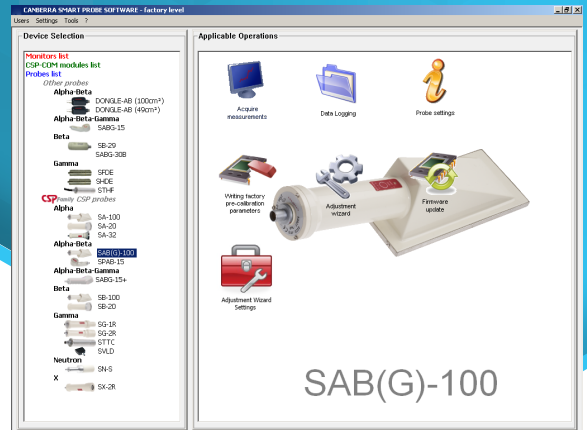 CANBERRA SMART PROBE SOFTWARE - factory level
Users Settings Tools ?
Device Selection
Monitors list
CSP-COM modules list
Probes list
Other probes
Alpha-Beta
DONGLE-AB (100cm²)
DONGLE-AB (49cm²)
Alpha-Beta-Gamma
SABG-15
Beta
SB-29
SABG-30B
Gamma
SFDE
SHDE
STHF
CSP Family CSP probes
Alpha
SA-100
SA-20
SA-32
Alpha-Beta
SAB(G)-100
SPAB-15
Alpha-Beta-Gamma
SABG-15+
Beta
SB-100
SB-20
Gamma
SG-1R
SG-2R
STTC
SVLD
Neutron
SN-S
X
SX-2R
Applicable Operations
Acquire
measurements
Data Logging
Probe settings
Writing factory
pre-calibration
parameters
Adjustment
wizard
Firmware
update
Adjustment Wizard
Settings
SAB(G)-100